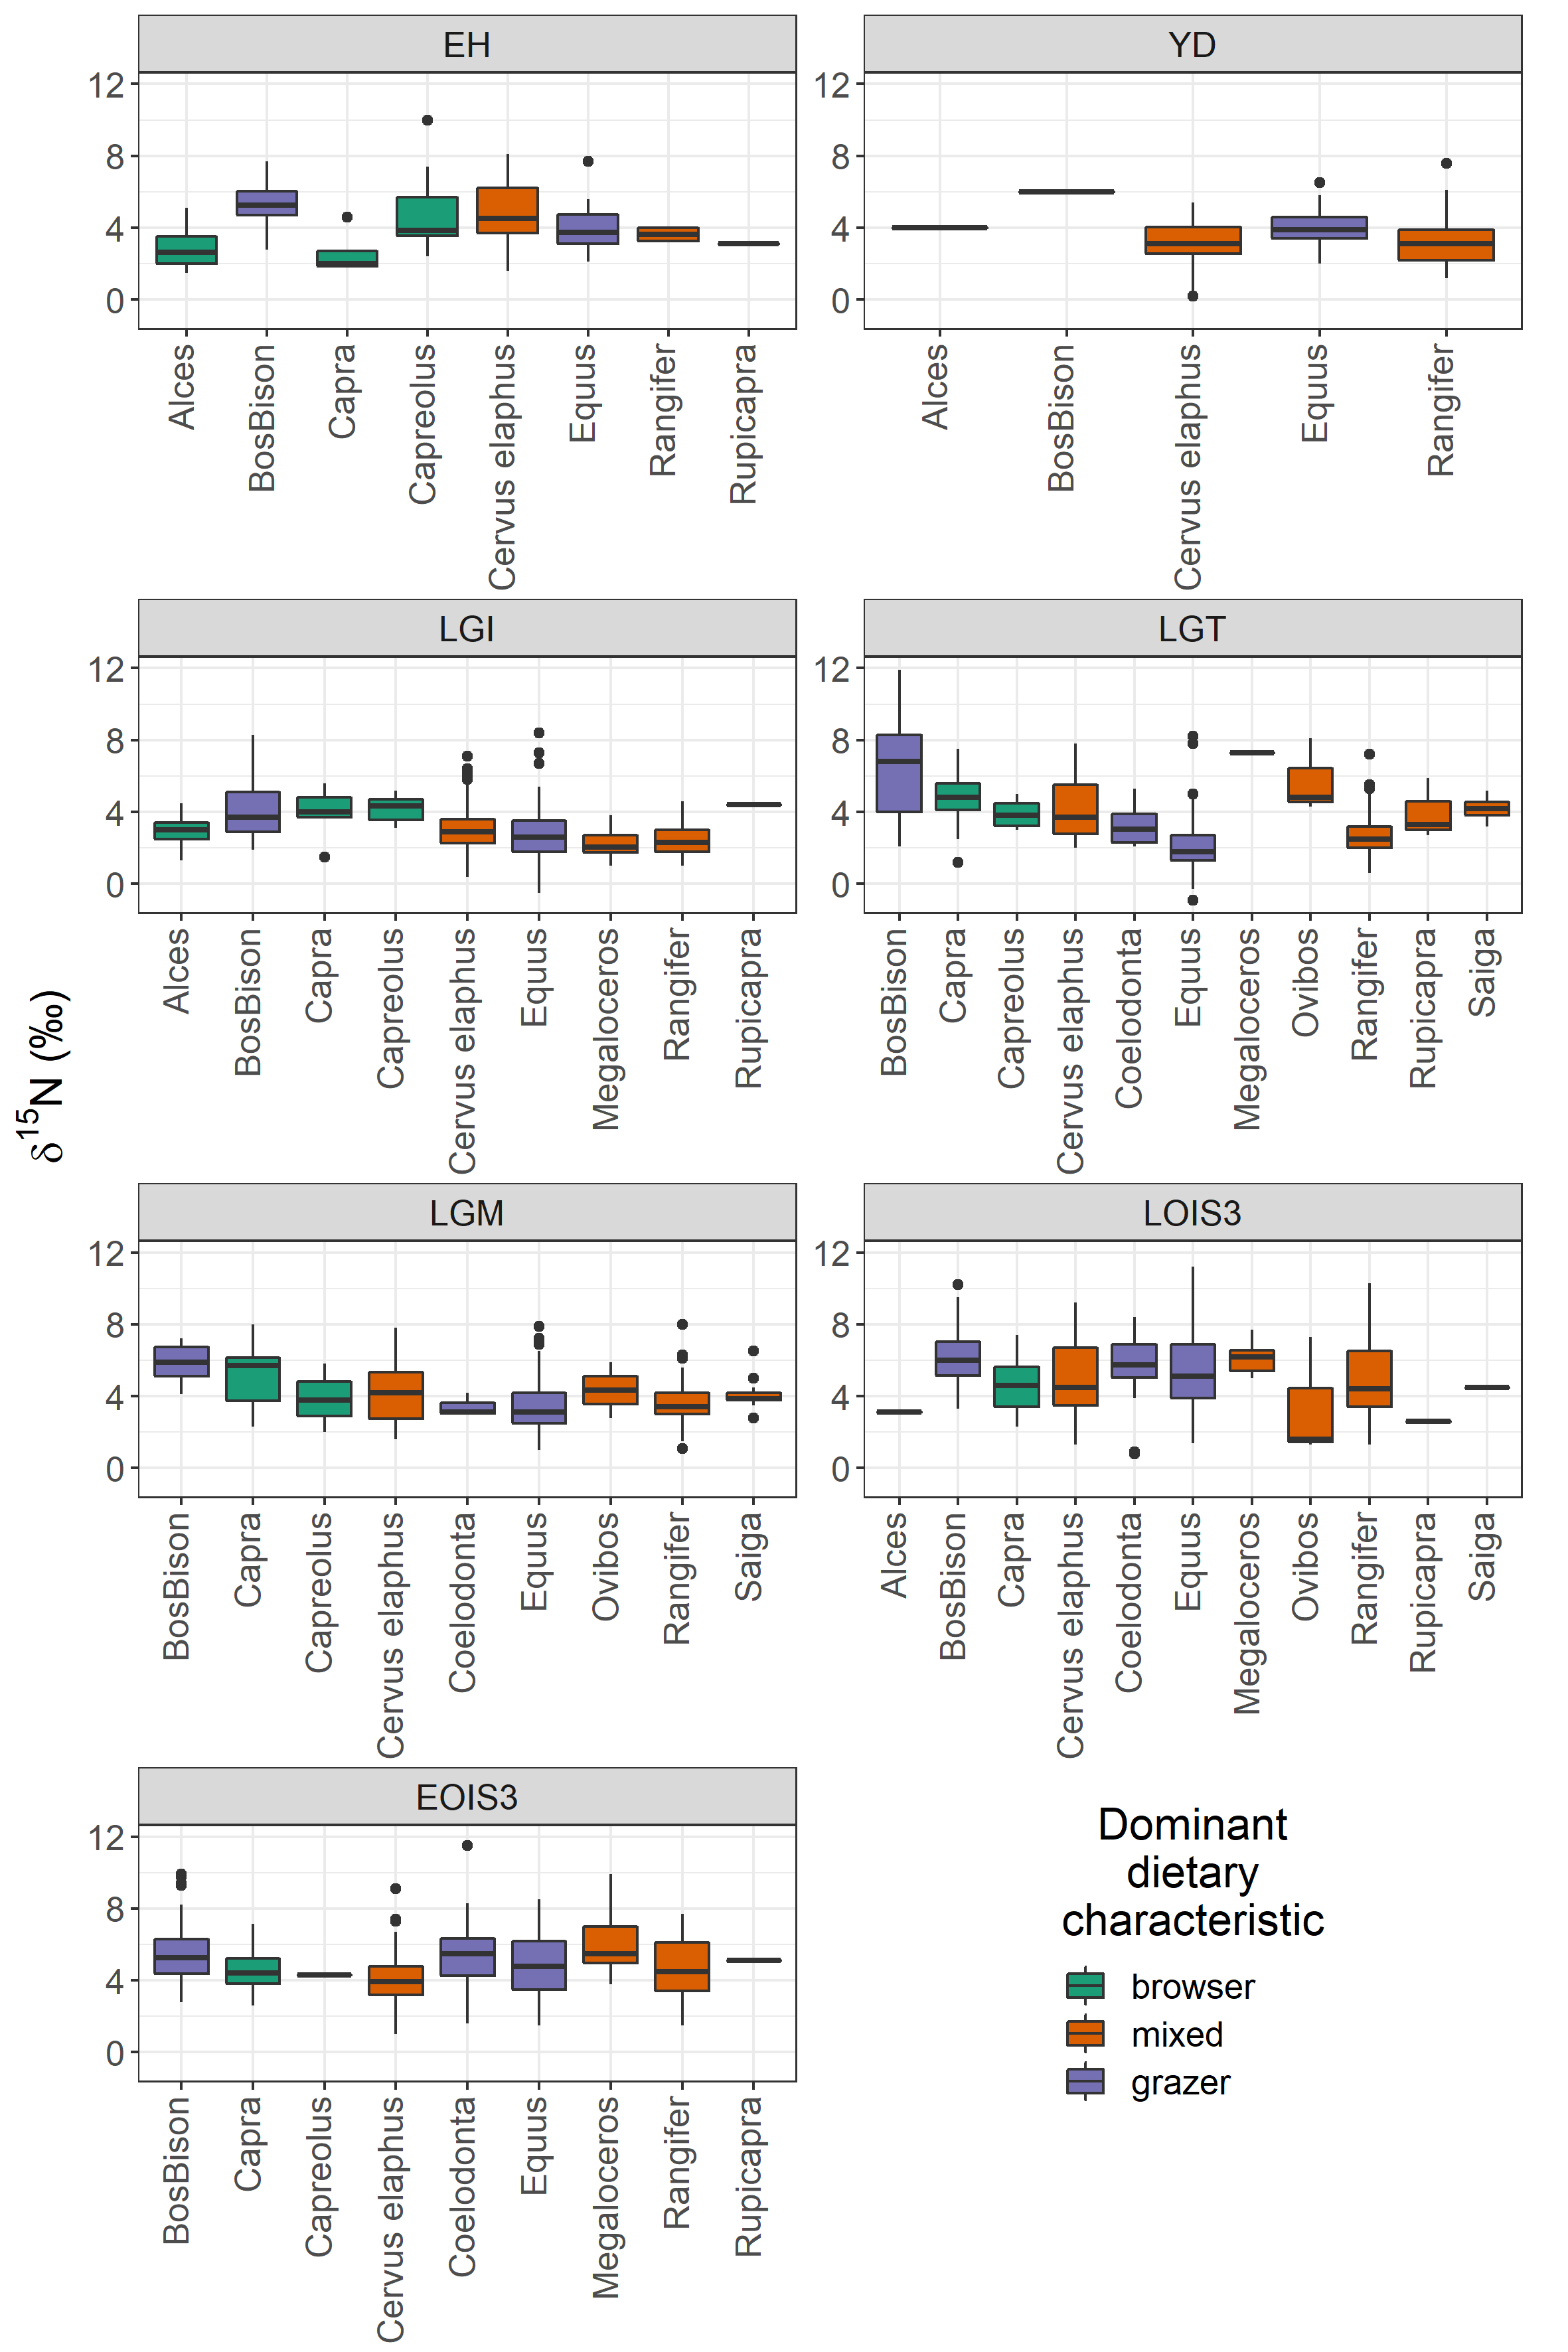 EH
12
8
4
0
Alces
BosBison
Capra
Capreolus
Cervus elaphus
Equus
Rangifer
Rupicapra
YD
12
8
4
0
Alces
BosBison
Cervus elaphus
Equus
Rangifer
LGI
12
8
4
0
Alces
BosBison
Capra
Capreolus
Cervus elaphus
Equus
Megaloceros
Rangifer
Rupicapra
LGT
12
8
4
0
BosBison
Capra
Capreolus
Cervus elaphus
Coelodonta
Equus
Megaloceros
Ovibos
Rangifer
Rupicapra
Saiga
δ¹⁵N (‰)
LGM
12
8
4
0
BosBison
Capra
Capreolus
Cervus elaphus
Coelodonta
Equus
Ovibos
Rangifer
Saiga
LOIS3
12
8
4
0
Alces
BosBison
Capra
Cervus elaphus
Coelodonta
Equus
Megaloceros
Ovibos
Rangifer
Rupicapra
Saiga
EOIS3
12
8
4
0
BosBison
Capra
Capreolus
Cervus elaphus
Coelodonta
Equus
Megaloceros
Rangifer
Rupicapra
Dominant
dietary
characteristic
browser
mixed
grazer